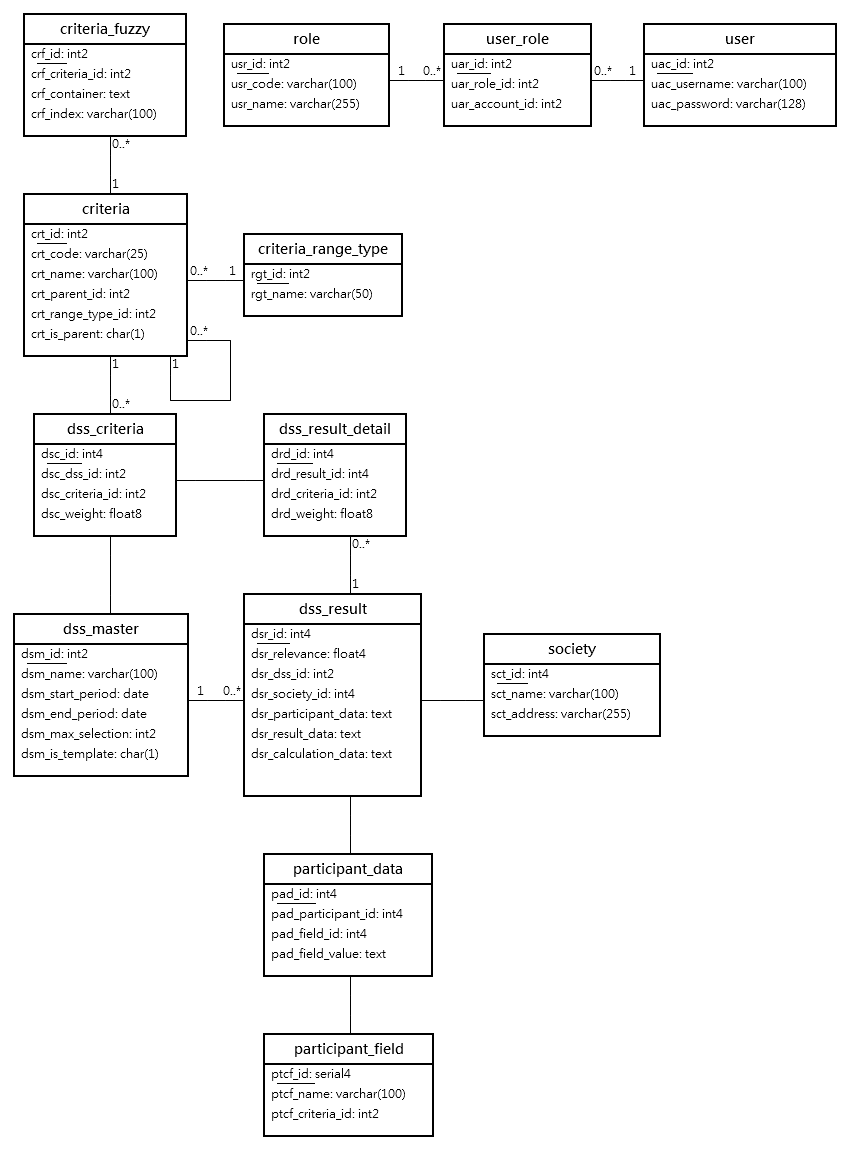 criteria_fuzzy
crf_id: int2
crf_criteria_id: int2
crf_container: text
crf_index: varchar(100)
role
usr_id: int2
usr_code: varchar(100)
usr_name: varchar(255)
1
0..*
user_role
uar_id: int2
uar_role_id: int2
uar_account_id: int2
0..*
1
user
uac_id: int2
uac_username: varchar(100)
uac_password: varchar(128)
0..*
1
criteria
crt_id: int2
crt_code: varchar(25)
crt_name: varchar(100)
crt_parent_id: int2
crt_range_type_id: int2
crt_is_parent: char(1)
0..*
1
criteria_range_type
rgt_id: int2
rgt_name: varchar(50)
0..*
1
1
0..*
dss_criteria
dsc_id: int4
dsc_dss_id: int2
dsc_criteria_id: int2
dsc_weight: float8
dss_result_detail
drd_id: int4
drd_result_id: int4
drd_criteria_id: int2
drd_weight: float8
0..*
1
dss_master
dsm_id: int2
dsm_name: varchar(100)
dsm_start_period: date
dsm_end_period: date
dsm_max_selection: int2
dsm_is_template: char(1)
1
0..*
dss_result
dsr_id: int4
dsr_relevance: float4
dsr_dss_id: int2
dsr_society_id: int4
dsr_participant_data: text
dsr_result_data: text
dsr_calculation_data: text
society
sct_id: int4
sct_name: varchar(100)
sct_address: varchar(255)
participant_data
pad_id: int4
pad_participant_id: int4
pad_field_id: int4
pad_field_value: text
participant_field
ptcf_id: serial4
ptcf_name: varchar(100)
ptcf_criteria_id: int2